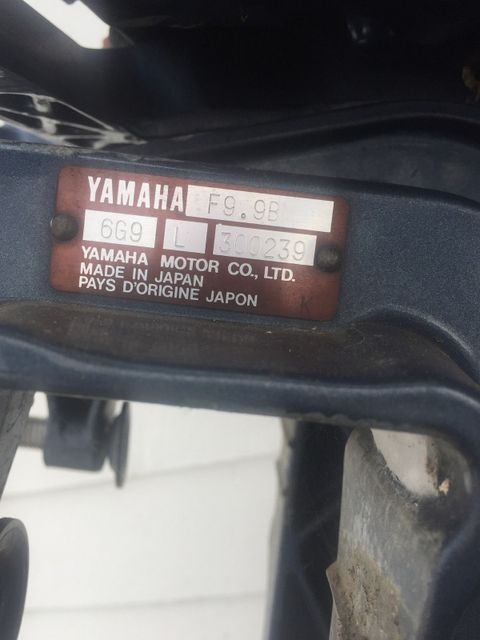 YAMAHA F9.9B
6G9 L 300239
YAMAHA MOTOR CO., LTD.
MADE IN JAPAN
PAYS D'ORIGINE JAPON K